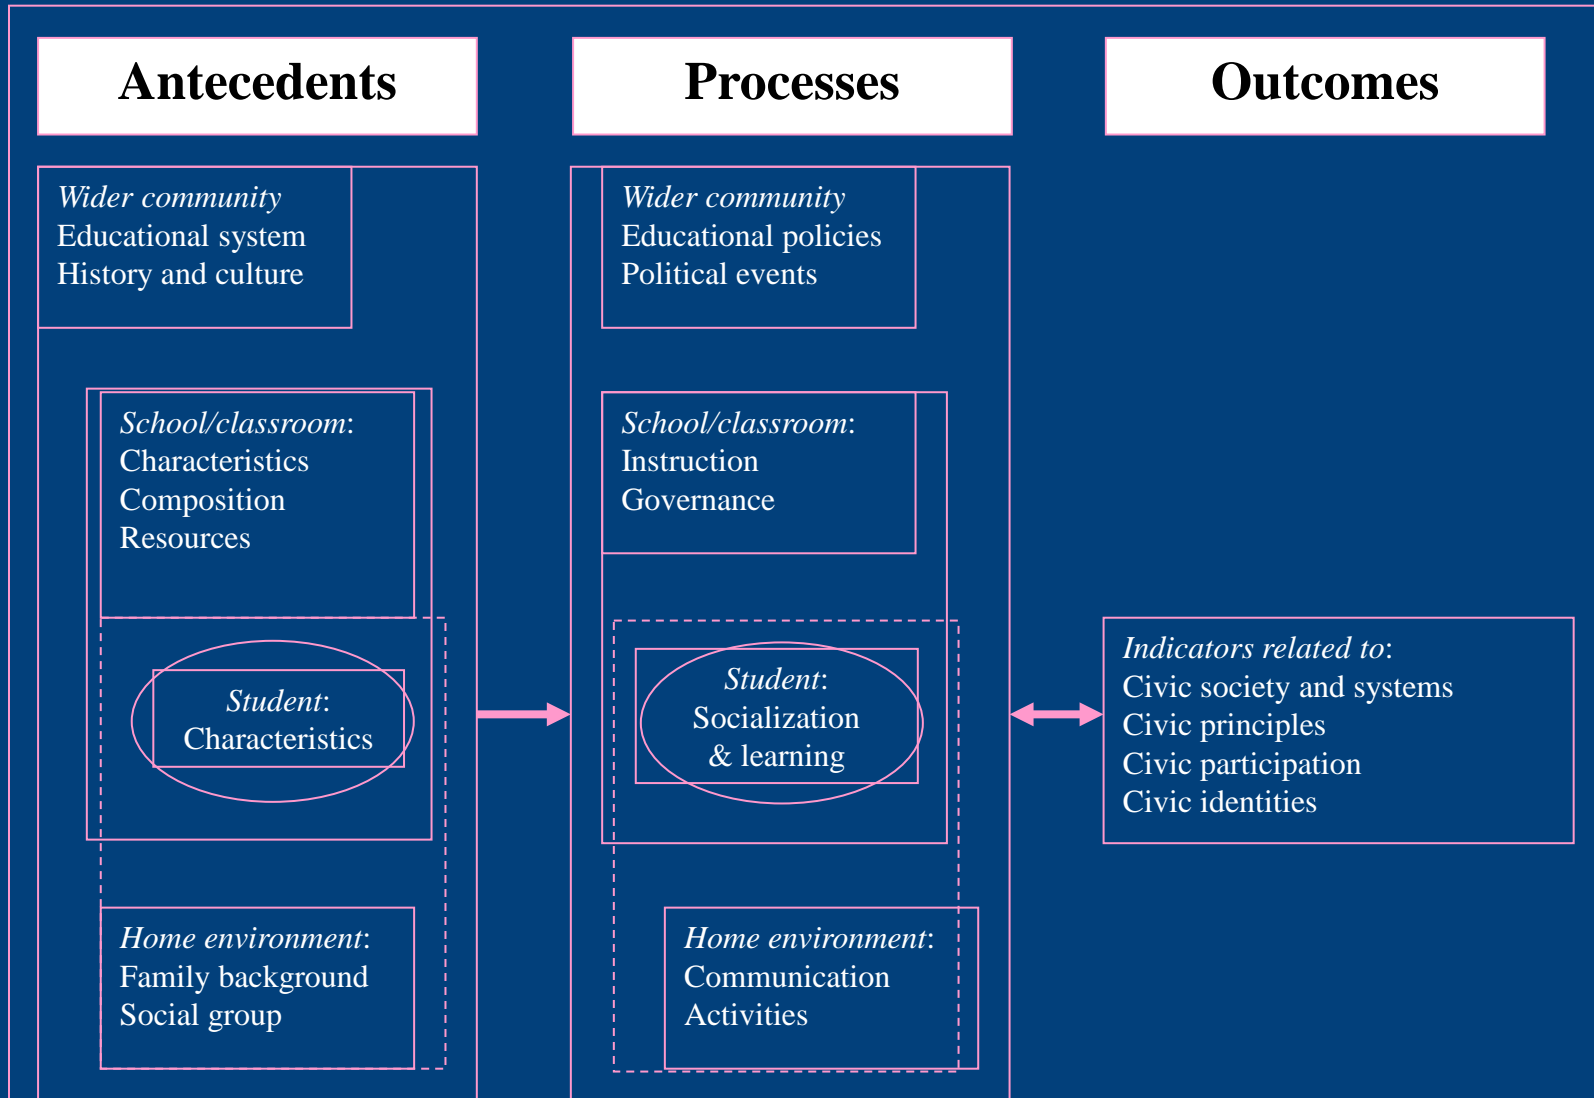 Antecedents
Processes
Outcomes
Wider community
Educational system
History and culture
Wider community
Educational policies
Political events
School/classroom:
Characteristics
Composition
Resources
School/classroom:
Instruction
Governance
Student:
Characteristics
Student:
Socialization
& learning
Indicators related to:
Civic society and systems
Civic principles
Civic participation
Civic identities
Home environment:
Family background
Social group
Home environment:
Communication
Activities